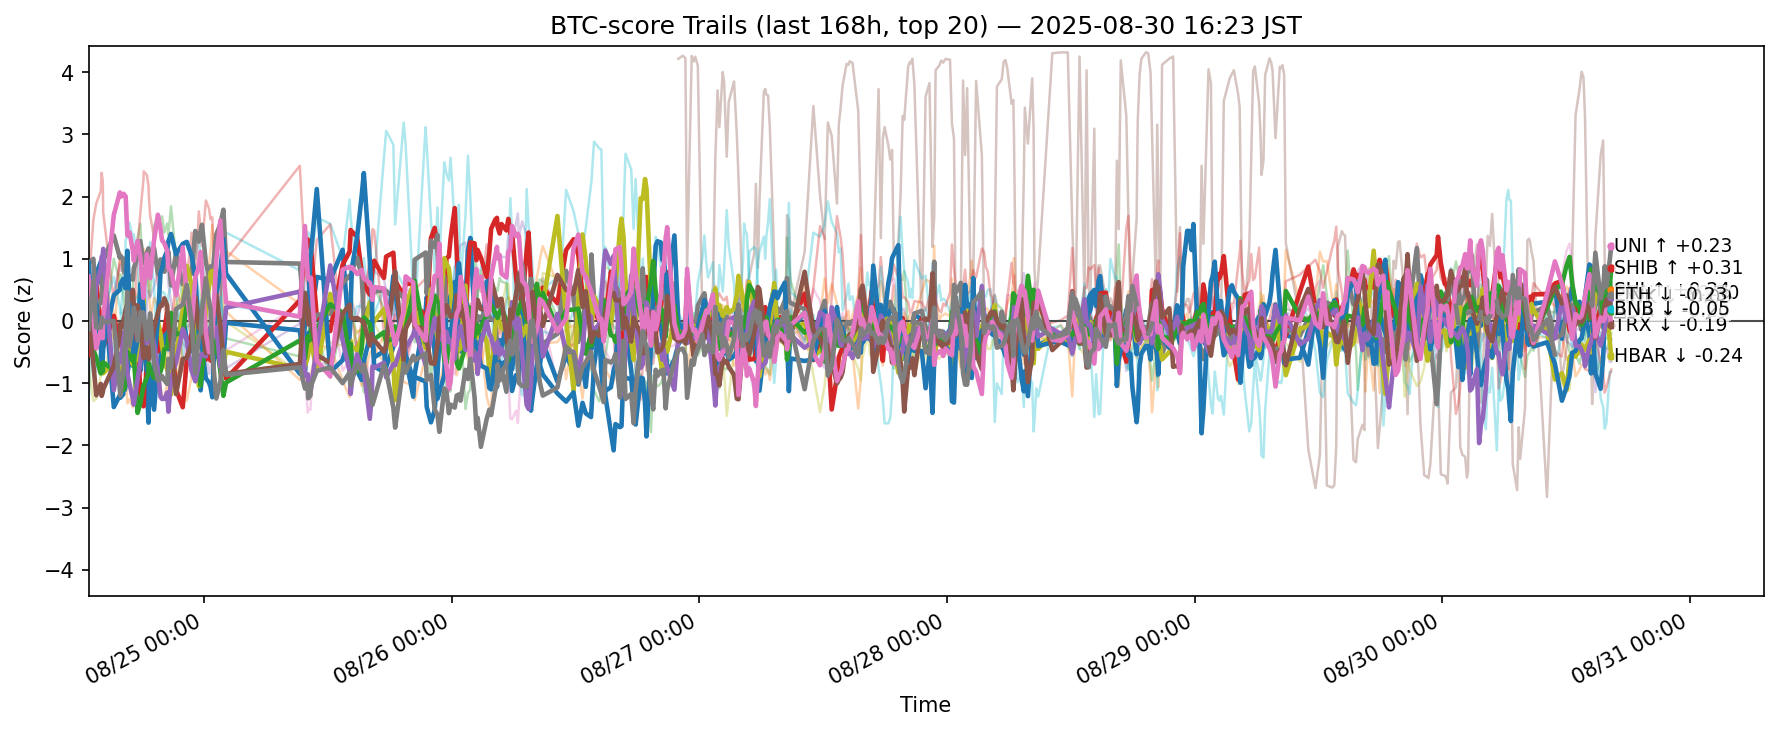 BTC-score Trails (last 168h, top 20) — 2025-08-30 16:23 JST
Score (z)
4
3
2
1
0
−1
−2
−3
−4
UNI ↑ +0.23
SHIB ↑ +0.31
ETH ↓
BNB ↓ -0.05
TRX ↓ -0.19
HBAR ↓ -0.24
08/25 00:00
08/26 00:00
08/27 00:00
08/28 00:00
08/29 00:00
08/30 00:00
08/31 00:00
Time